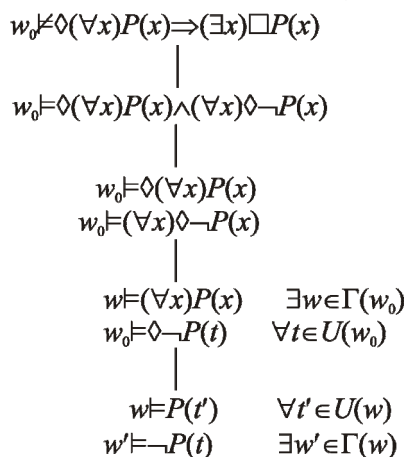 w₀⊭◊(∀x)P(x)⇒(∃x)□P(x)
w₀⊨◊(∀x)P(x)∧(∀x)◊¬P(x)
w₀⊨◊(∀x)P(x)
w₀⊨(∀x)◊¬P(x)
w⊨(∀x)P(x) ∃w∈Γ(w₀)
w₀⊨◊¬P(t) ∀t∈U(w₀)
w⊨P(t′) ∀t′∈U(w)
w′⊨¬P(t) ∃w′∈Γ(w)